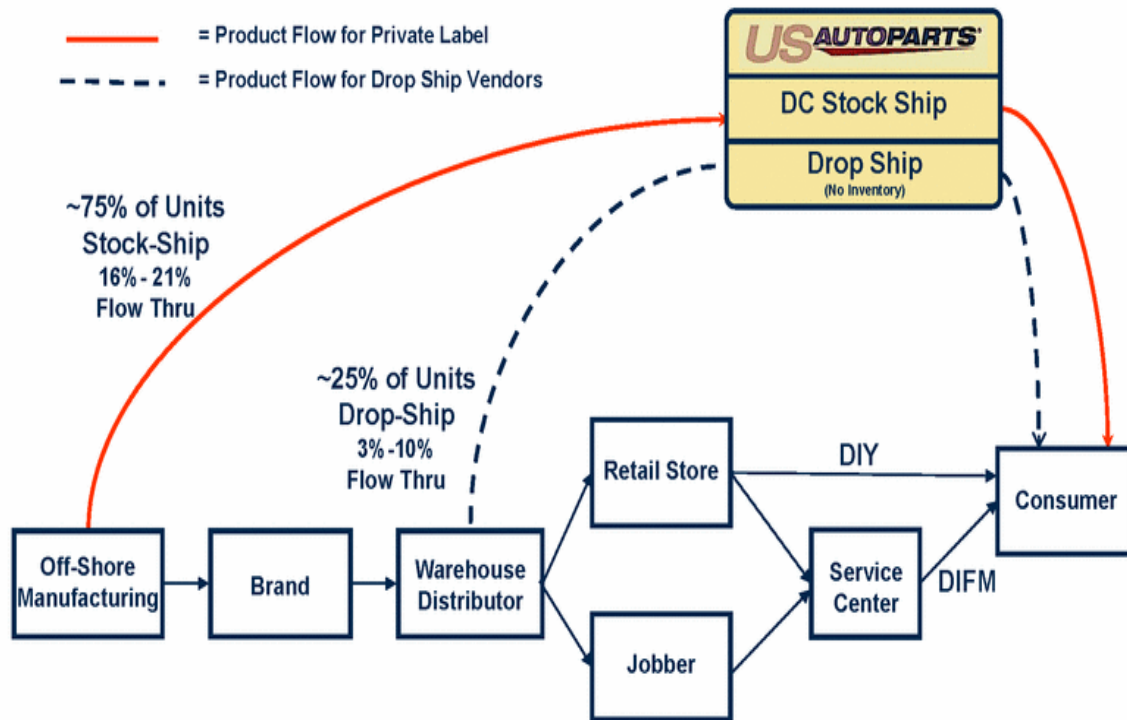 = Product Flow for Private Label
= Product Flow for Drop Ship Vendors
US AUTOPARTS®
DC Stock Ship
Drop Ship
(No Inventory)
~75% of Units
Stock-Ship
16% - 21%
Flow Thru
~25% of Units
Drop-Ship
3% -10%
Flow Thru
Off-Shore
Manufacturing
Brand
Warehouse
Distributor
Retail Store
Jobber
DIY
Service
Center
DIFM
Consumer